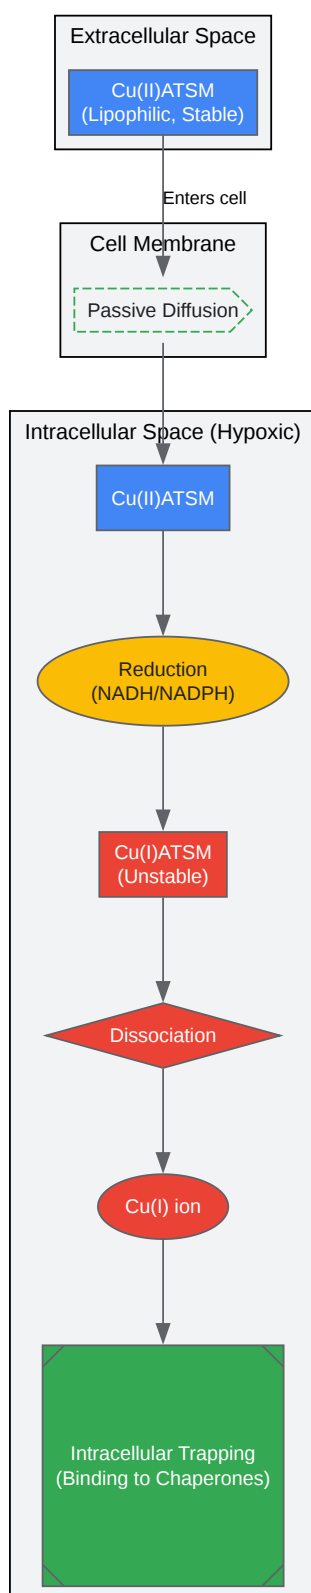 Extracellular Space
Cu(II)ATSM
(Lipophilic, Stable)
Enters cell
Cell Membrane
Passive Diffusion
Intracellular Space (Hypoxic)
Cu(II)ATSM
Reduction
(NADH/NADPH)
Cu(I)ATSM
(Unstable)
Dissociation
Cu(I) ion
Intracellular Trapping
(Binding to Chaperones)